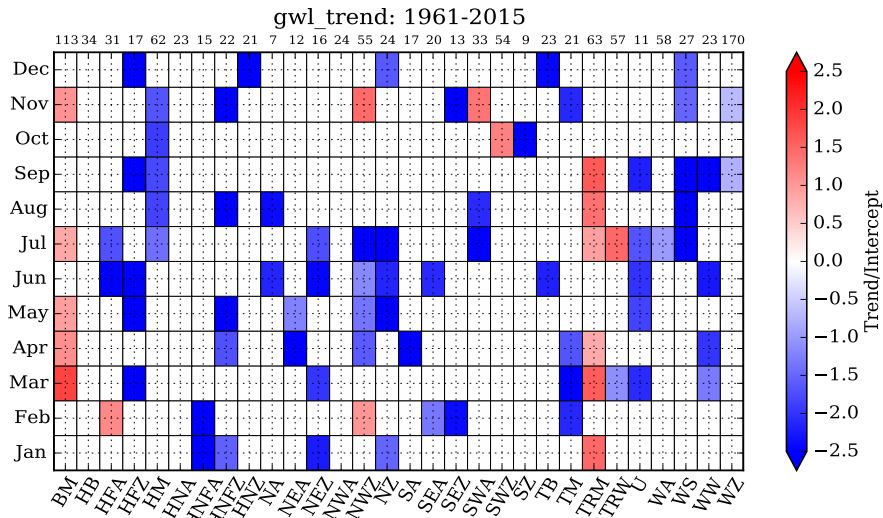 gwl_trend: 1961-2015
113 34 31 17 62 23 15 22 21 7 12 16 24 55 24 17 20 13 33 54 9 23 21 63 57 11 58 27 23 170
Dec
Nov
Oct
Sep
Aug
Jul
Jun
May
Apr
Mar
Feb
Jan
BM HB HFA HFZ HM HNA HNFA HNFZ HNZ NA NEA NEZ NWA NWZ NZ SA SEA SEZ SWA SWZ SZ TB TM TRM TRW U WA WS WW WZ
2.5
2.0
1.5
1.0
0.5
0.0
−0.5
−1.0
−1.5
−2.0
−2.5
Trend/Intercept